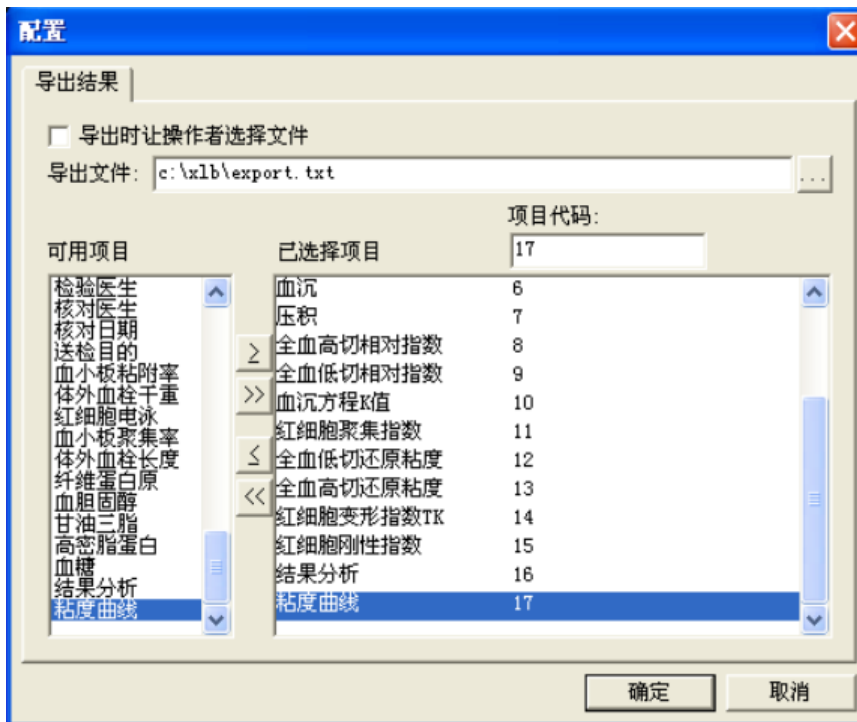 配置
导出结果
导出时让操作者选择文件
导出文件: c:\xlb\export.txt ...
项目代码:
可用项目 已选择项目 17
检验医生
核对医生
核对日期
送检目的
血小板粘附率
体外血栓干重
红细胞电泳
血小板聚集率
体外血栓长度
纤维蛋白原
血胆固醇
甘油三脂
高密脂蛋白
血糖
结果分析
粘度曲线
≥
>>
≤
<<
血沉 6
压积 7
全血高切相对指数 8
全血低切相对指数 9
血沉方程K值 10
红细胞聚集指数 11
全血低切还原粘度 12
全血高切还原粘度 13
红细胞变形指数TK 14
红细胞刚性指数 15
结果分析 16
粘度曲线 17
确定 取消